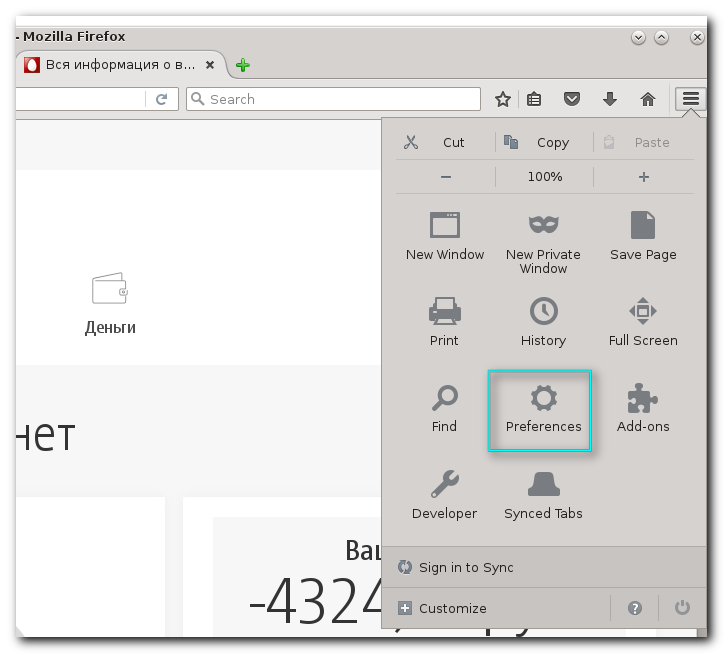 - Mozilla Firefox
Вся информация о в...
Search
Cut
Copy
Paste
100%
New Window
New Private
Window
Save Page
Print
History
Full Screen
Find
Preferences
Add-ons
Developer
Synced Tabs
Sign in to Sync
Customize
Деньги
нет
Ваш
-4324,